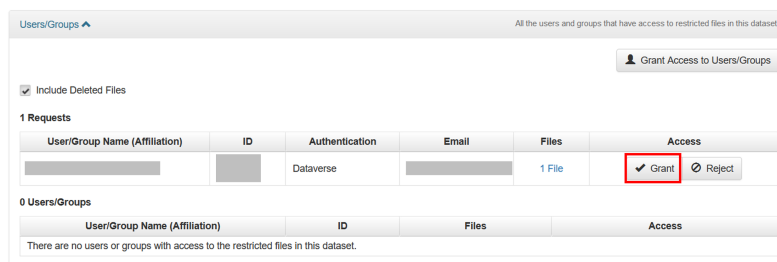 Users/Groups All the users and groups that have access to restricted files in this dataset
Grant Access to Users/Groups
Include Deleted Files
1 Requests
User/Group Name (Affiliation) ID Authentication Email Files Access
Dataverse 1 File Grant Reject
0 Users/Groups
User/Group Name (Affiliation) ID Files Access
There are no users or groups with access to the restricted files in this dataset.